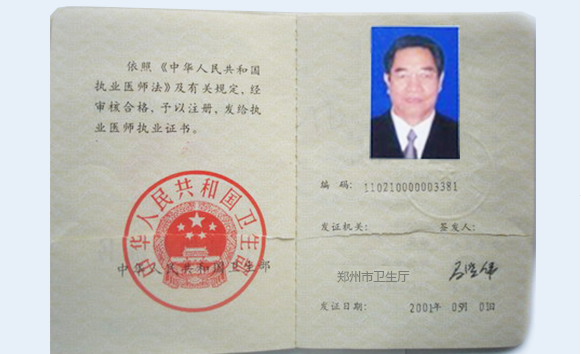 依照《中华人民共和国
执业医师法》及有关规定，经
审核合格，予以注册，发给执
业医师执业证书。
中华人民共和国卫生部
中华人民共和国卫生部
编 码：110210000003381
发证机关：
签发人：
郑州市卫生厅
发证日期：2001年 09月 01日